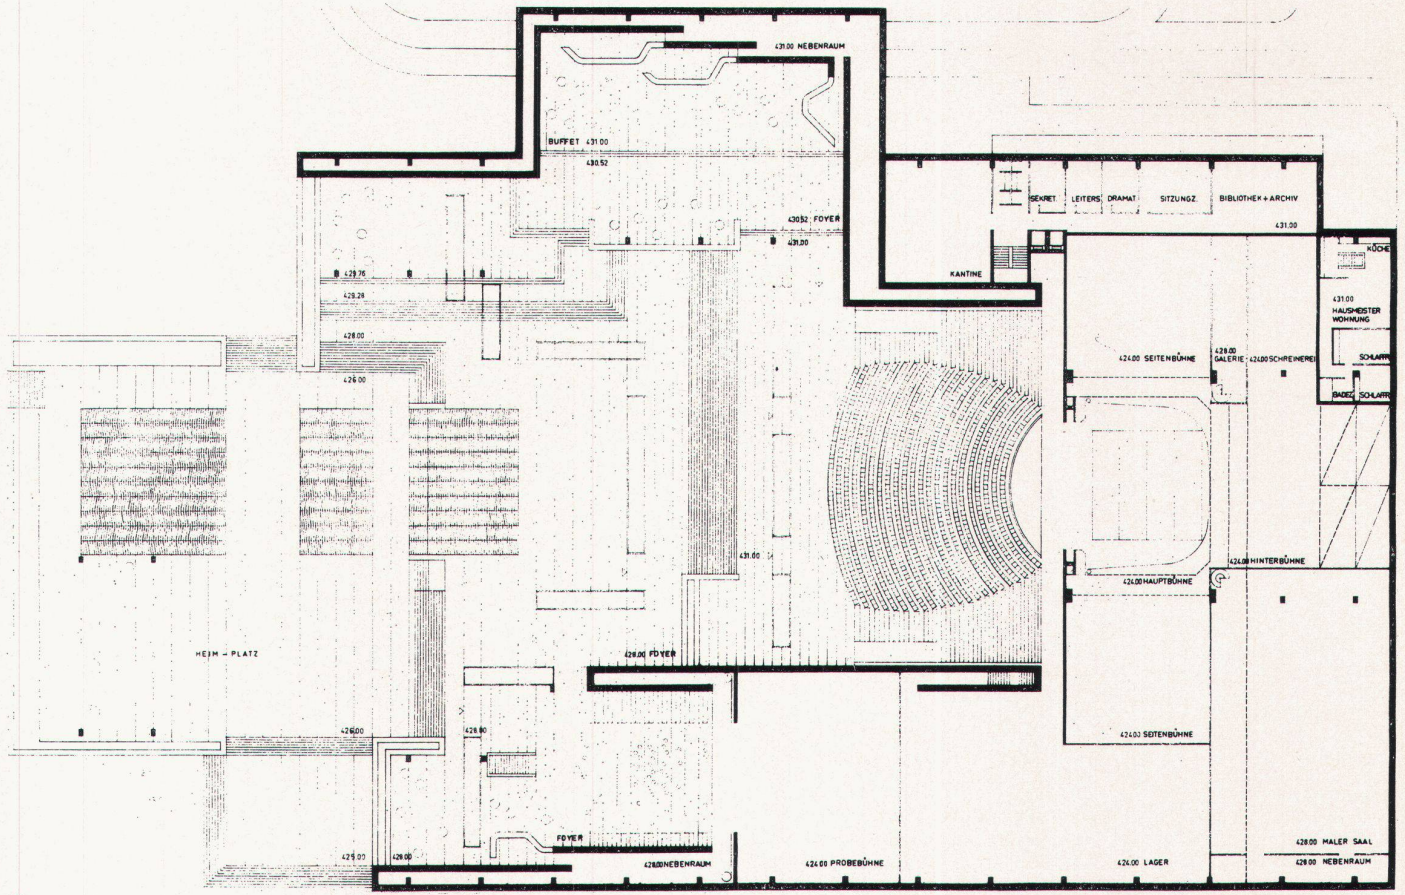 431.00 NEBENRAUM
BUFFET 431.00
430.52
SEKRET.
LEITERS
DRAMAT.
SITUNGZ.
BIBLIOTHEK + ARCHIV
430.52 FOYER
431.00
431.00
KÜCHE
KANTINE
429.76
429.28
431.00
HAUSMEISTER
WOHNUNG
428.00
424.00 SEITENBÜHNE
428.00
GALERIE
424.00 SCHREINEREI
SCHLAFR
426.00
BADEZ.
SCHLAFR
431.00
424.00 HINTERBÜHNE
424.00 HAUPTBÜHNE
HEIM - PLATZ
428.00 FOYER
426.00
428.80
424.00 SEITENBÜHNE
FOYER
428.00 MALER SAAL
425.00
428.00
428.00 NEBENRAUM
424.00 PROBEBÜHNE
424.00 LAGER
428.00 NEBENRAUM